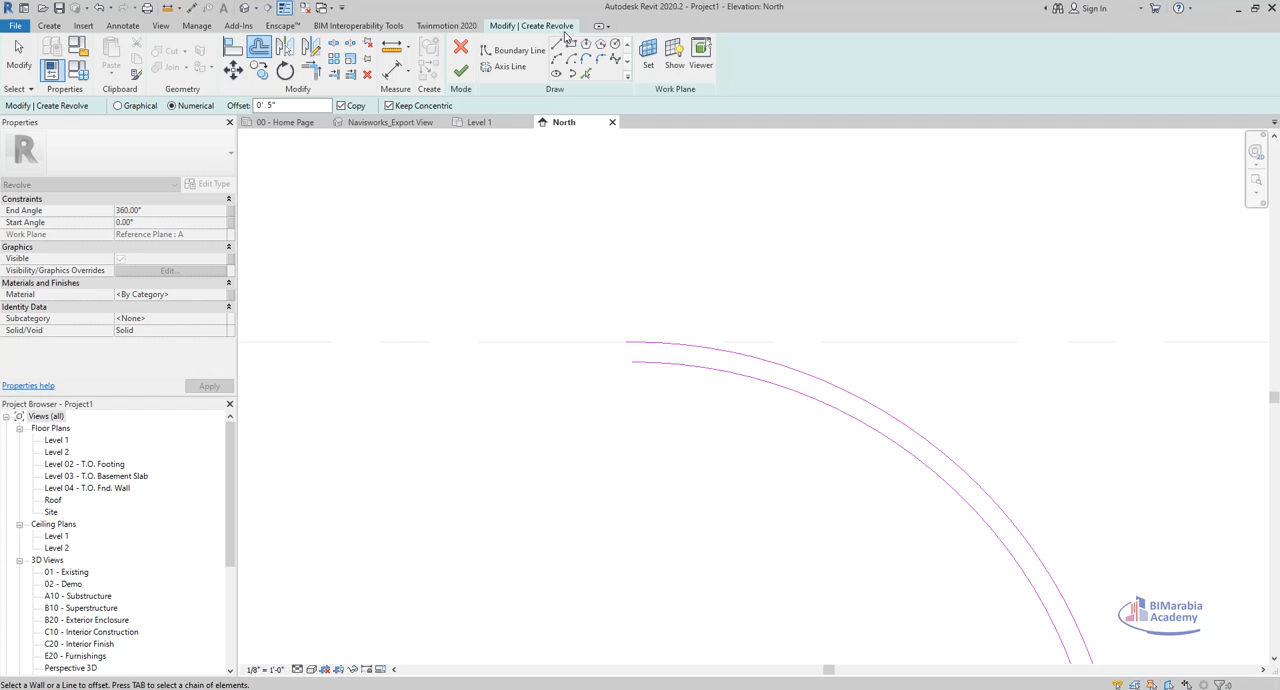 Autodesk Revit 2020.2 - Project1 - Elevation: North
Sign In
File Create Insert Annotate View Manage Add-Ins Enscape™ BIM Interoperability Tools Twinmotion 2020 Modify | Create Revolve
Modify
Cut
Join
Boundary Line
Axis Line
Set Show Viewer
Select Properties Clipboard Geometry Modify Measure Create Mode Draw Work Plane
Modify | Create Revolve Graphical Numerical Offset: 0' 5" Copy Keep Concentric
Properties
00 - Home Page Navisworks_Export View Level 1 North
R
Revolve Edit Type
Constraints
End Angle 360.00°
Start Angle 0.00°
Work Plane Reference Plane : A
Graphics
Visible
Visibility/Graphics Overrides Edit...
Materials and Finishes
Material <By Category>
Identity Data
Subcategory <None>
Solid/Void Solid
Properties help Apply
Project Browser - Project1
Views (all)
Floor Plans
Level 1
Level 2
Level 02 - T.O. Footing
Level 03 - T.O. Basement Slab
Level 04 - T.O. Fnd. Wall
Roof
Site
Ceiling Plans
Level 1
Level 2
3D Views
01 - Existing
02 - Demo
A10 - Substructure
B10 - Superstructure
B20 - Exterior Enclosure
C10 - Interior Construction
C20 - Interior Finish
E20 - Furnishings
Perspective 3D
BIMarabia
Academy
1/8" = 1'-0"
Select a Wall or a Line to offset. Press TAB to select a chain of elements.
:0